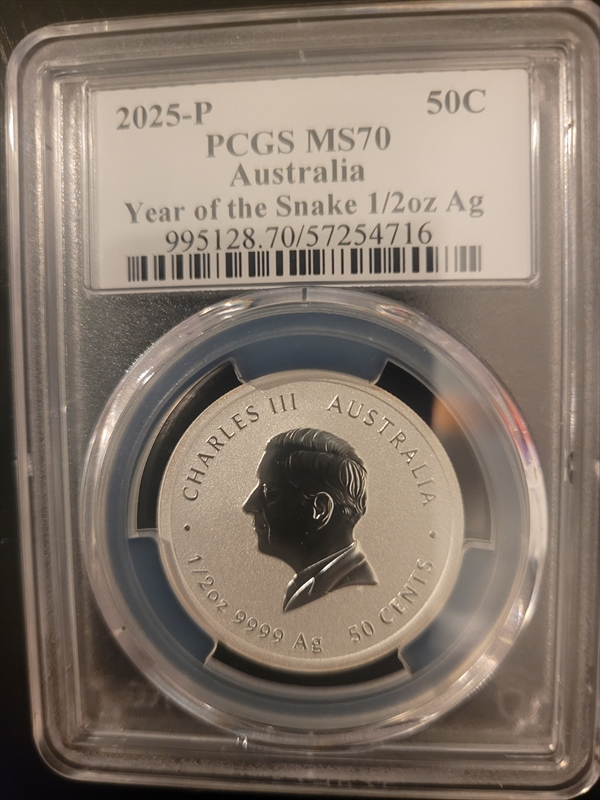 2025-P 50C
PCGS MS70
Australia
Year of the Snake 1/2oz Ag
995128.70/57254716
CHARLES III AUSTRALIA
1/2oz 9999 Ag 50 CENTS